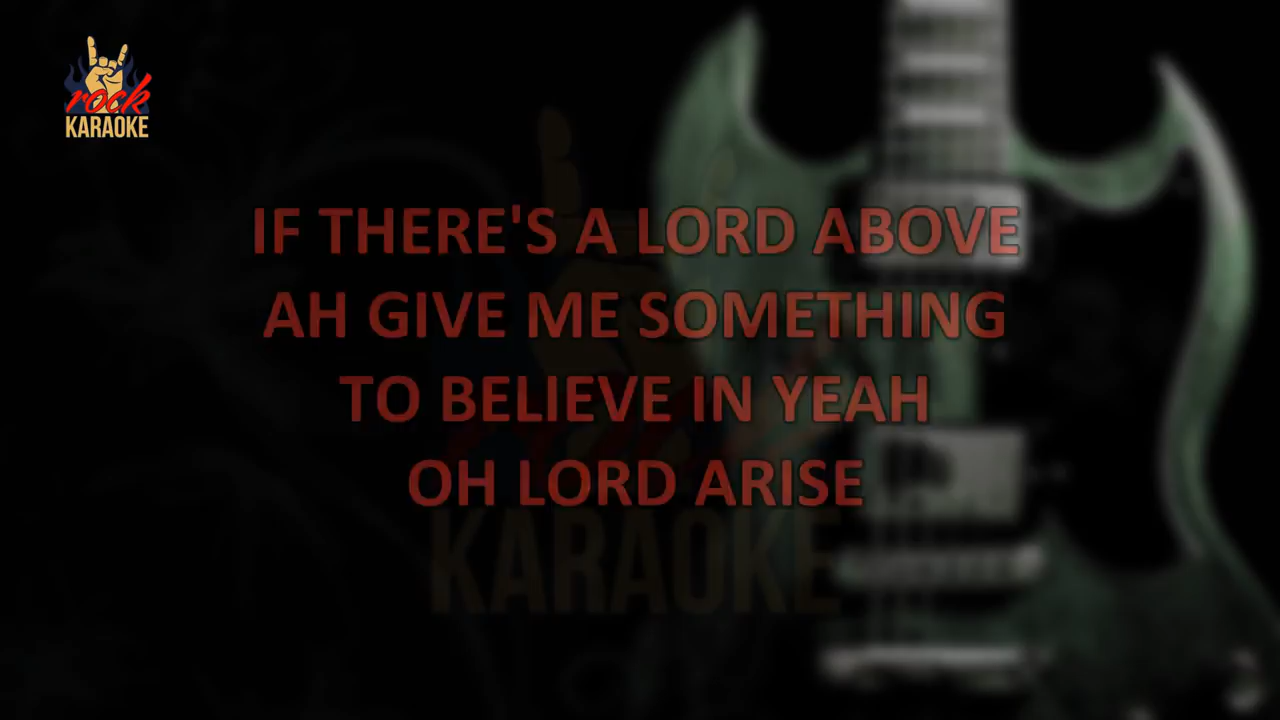 rock
KARAOKE
IF THERE'S A LORD ABOVE
AH GIVE ME SOMETHING
TO BELIEVE IN YEAH
OH LORD ARISE
KARAOKE